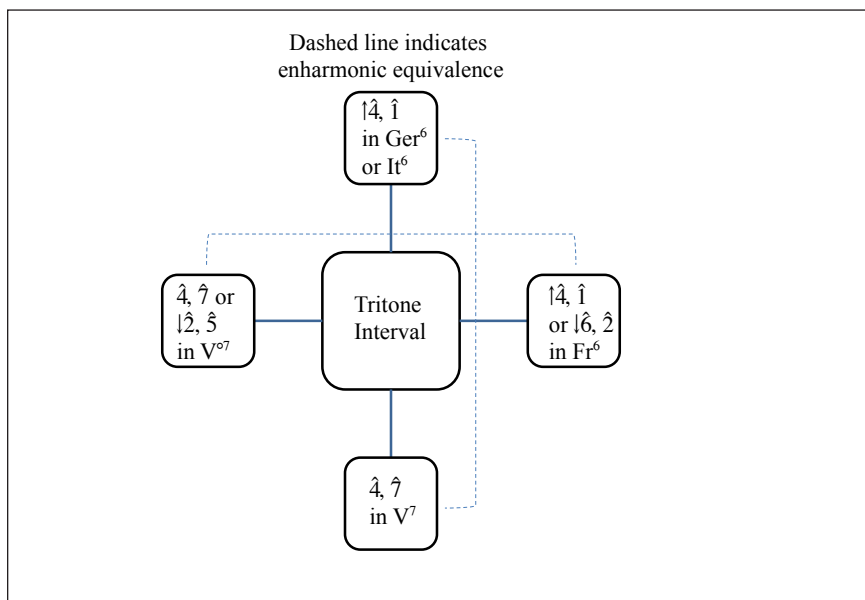 Dashed line indicates
enharmonic equivalence
↑4̂, 1̂
in Ger⁶
or It⁶
4̂, 7̂ or
↓2̂, 5̂
in V°⁷
Tritone
Interval
↑4̂, 1̂
or ↓6̂, 2̂
in Fr⁶
4̂, 7̂
in V⁷